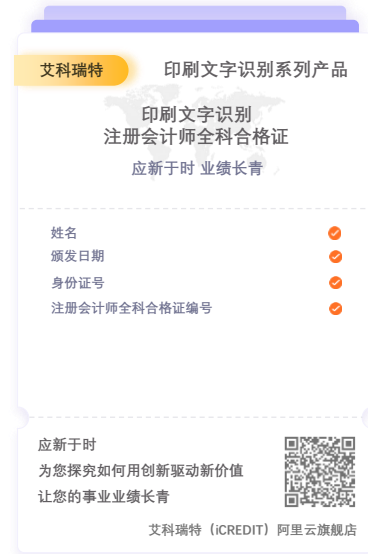 艾科瑞特
印刷文字识别系列产品
印刷文字识别
注册会计师全科合格证
应新于时 业绩长青
姓名
颁发日期
身份证号
注册会计师全科合格证编号
应新于时
为您探究如何用创新驱动新价值
让您的事业业绩长青
艾科瑞特（iCREDIT）阿里云旗舰店